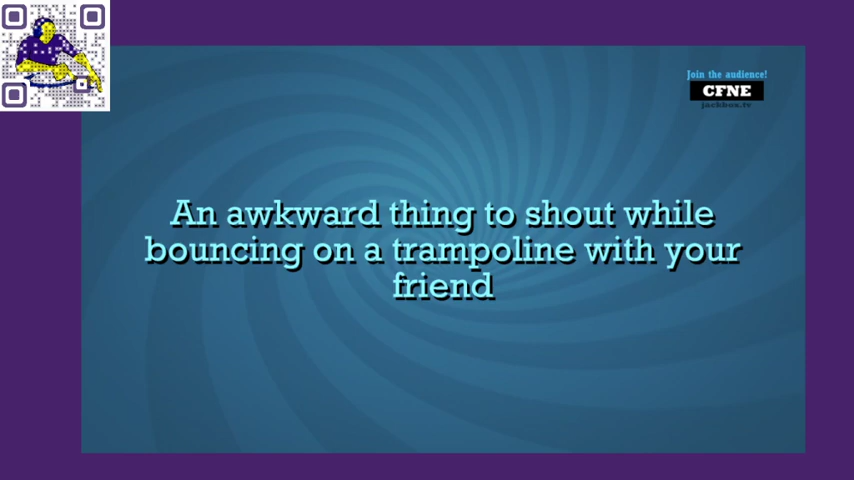 Join the audience!
CFNE
jackbox.tv
An awkward thing to shout while
bouncing on a trampoline with your
friend